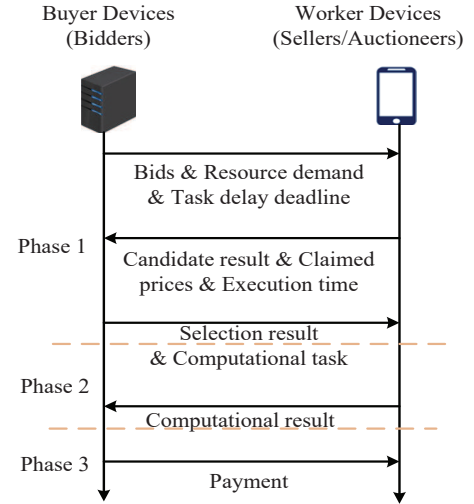 Buyer Devices
(Bidders)
Worker Devices
(Sellers/Auctioneers)
Bids & Resource demand
& Task delay deadline
Phase 1
Candidate result & Claimed
prices & Execution time
Selection result
& Computational task
Phase 2
Computational result
Phase 3
Payment